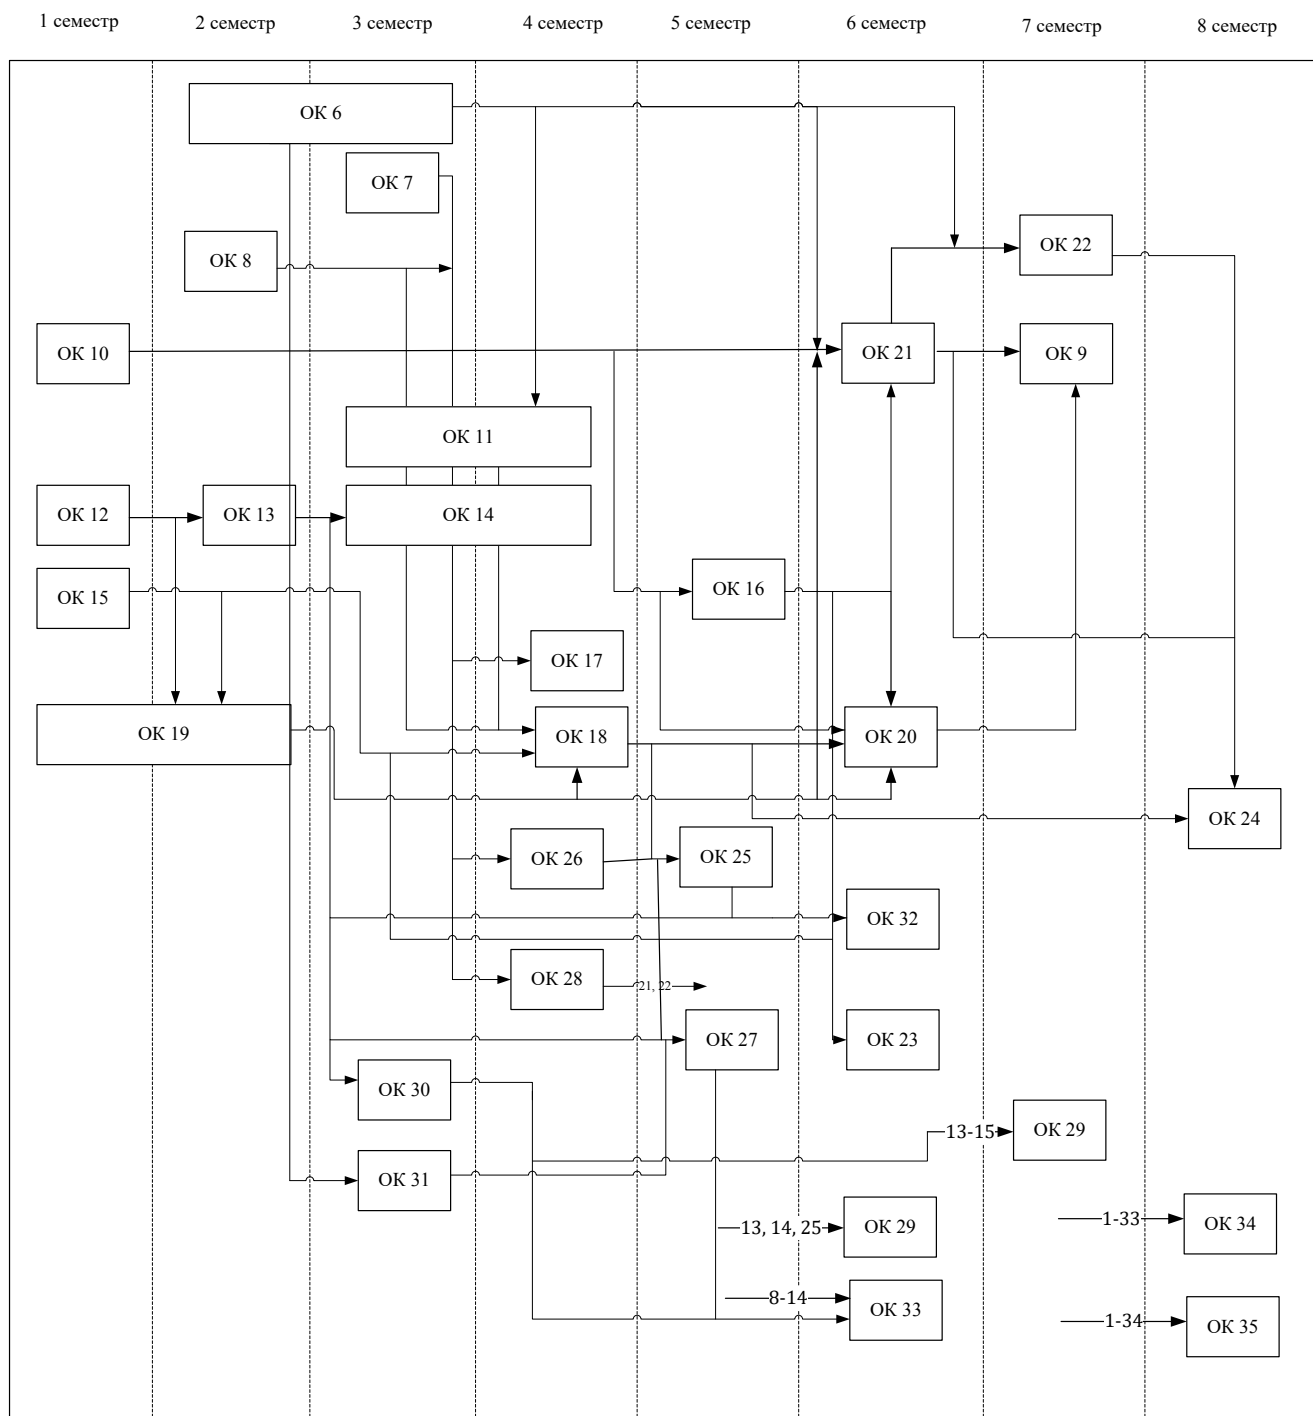 1 семестр
2 семестр
3 семестр
4 семестр
5 семестр
6 семестр
7 семестр
8 семестр
ОК 6
ОК 7
ОК 8
ОК 22
ОК 10
ОК 21
ОК 9
ОК 11
ОК 12
ОК 13
ОК 14
ОК 15
ОК 16
ОК 17
ОК 19
ОК 18
ОК 20
ОК 24
ОК 26
ОК 25
ОК 32
ОК 28
21, 22
ОК 27
ОК 23
ОК 30
13-15
ОК 29
ОК 31
13, 14, 25
ОК 29
1-33
ОК 34
8-14
ОК 33
1-34
ОК 35